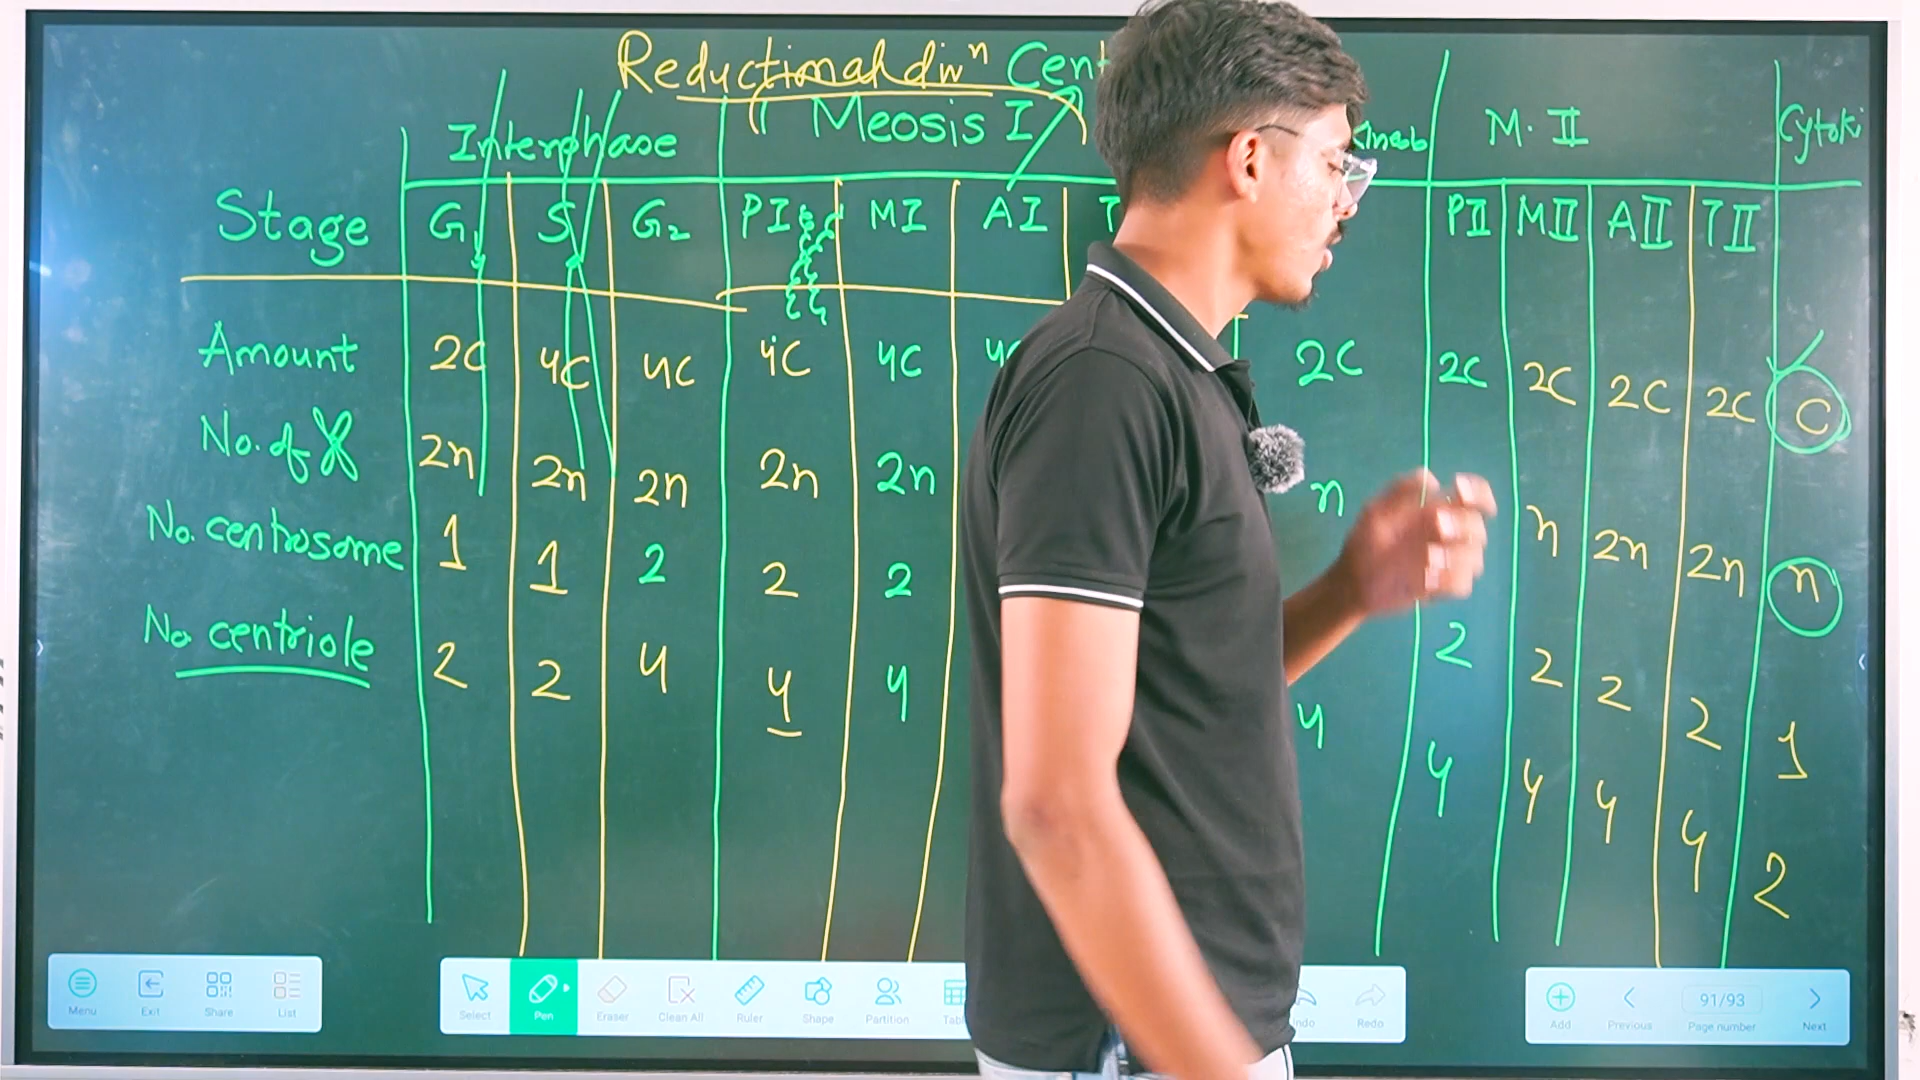 Reductional divⁿ Cent
Interphase Meosis I M.II Cytoki
Stage G₁ S G₂ PI MI AI T PII MII AII TII
Amount 2C 4C 4C 4C 4C 4C 2C 2C 2C 2C 2C C
No. of 2n 2n 2n 2n 2n n n 2n 2n n
No. centrosome 1 1 2 2 2 2 2 2 2 1
No centriole 2 2 4 4 4 4 4 4 4 4 2
Menu Exit Share List Select Pen Eraser Clean All Ruler Shape Partition Tabl ndo Redo Add Previous 91/93 Page number Next